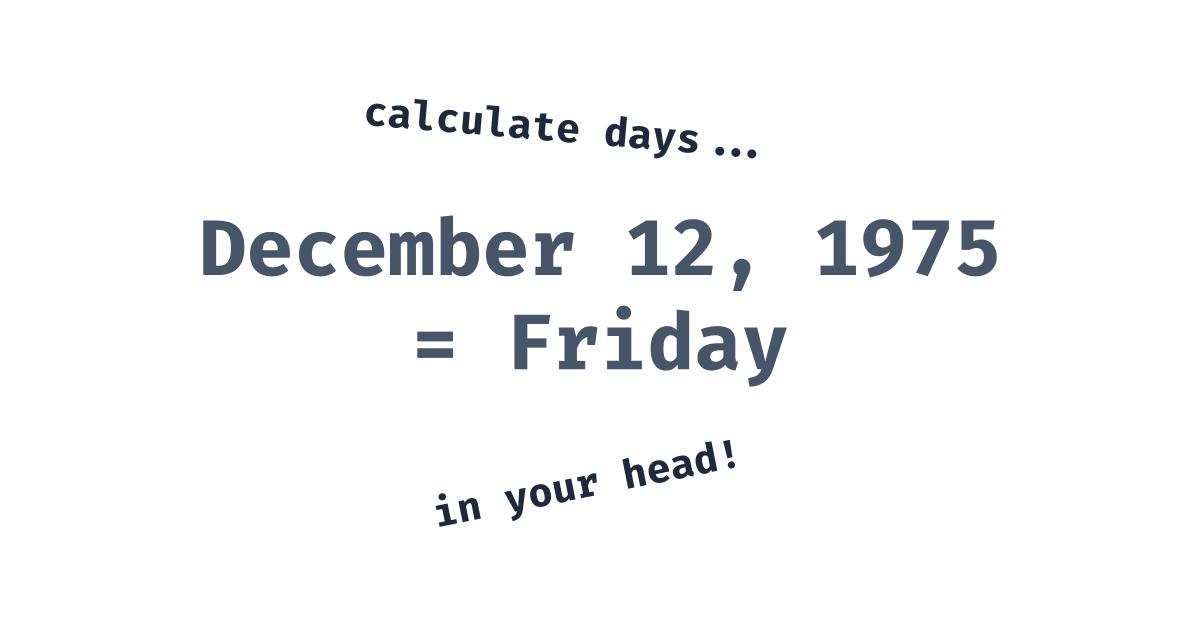 calculate days...
December 12, 1975
= Friday
in your head!